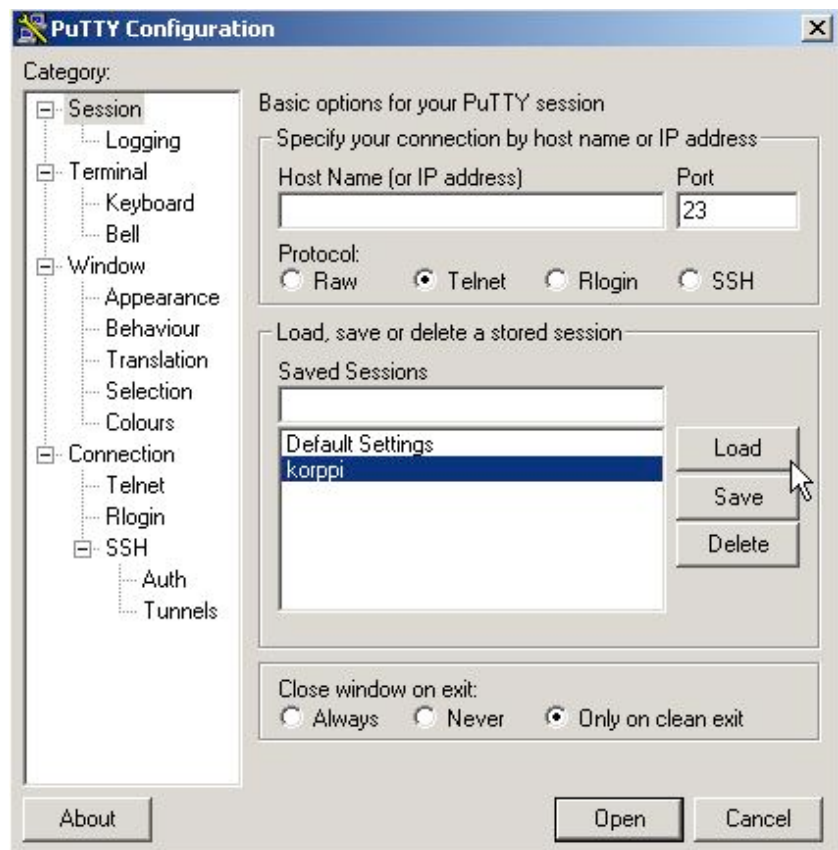 PuTTY Configuration
Category:
Session
Logging
Terminal
Keyboard
Bell
Window
Appearance
Behaviour
Translation
Selection
Colours
Connection
Telnet
Rlogin
SSH
Auth
Tunnels
Basic options for your PuTTY session
Specify your connection by host name or IP address
Host Name (or IP address) Port
23
Protocol:
Raw Telnet Rlogin SSH
Load, save or delete a stored session
Saved Sessions
Default Settings
korppi
Load
Save
Delete
Close window on exit:
Always Never Only on clean exit
About Open Cancel